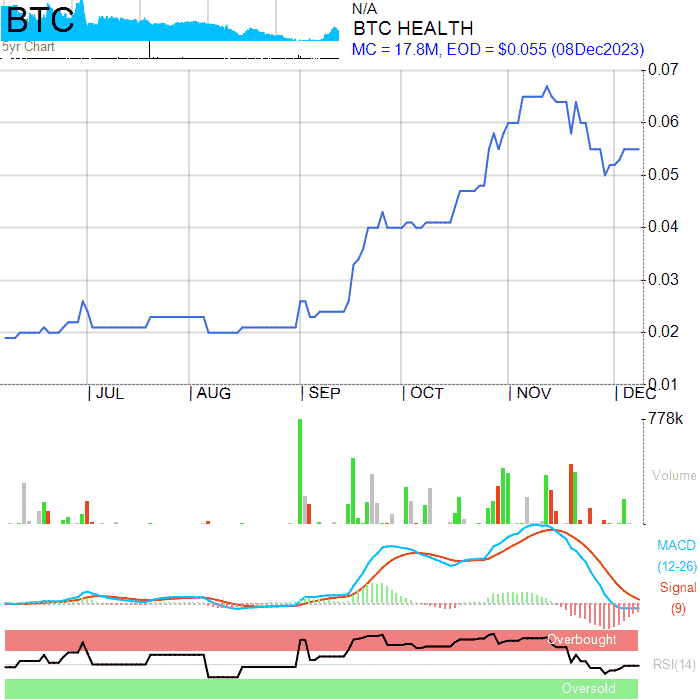 BTC
5yr Chart
N/A
BTC HEALTH
MC = 17.8M, EOD = $0.055 (08Dec2023)
0.07
0.06
0.05
0.04
0.03
0.02
0.01
JUL AUG SEP OCT NOV DEC
778k
Volume
MACD
(12-26)
Signal
(9)
Overbought
RSI(14)
Oversold